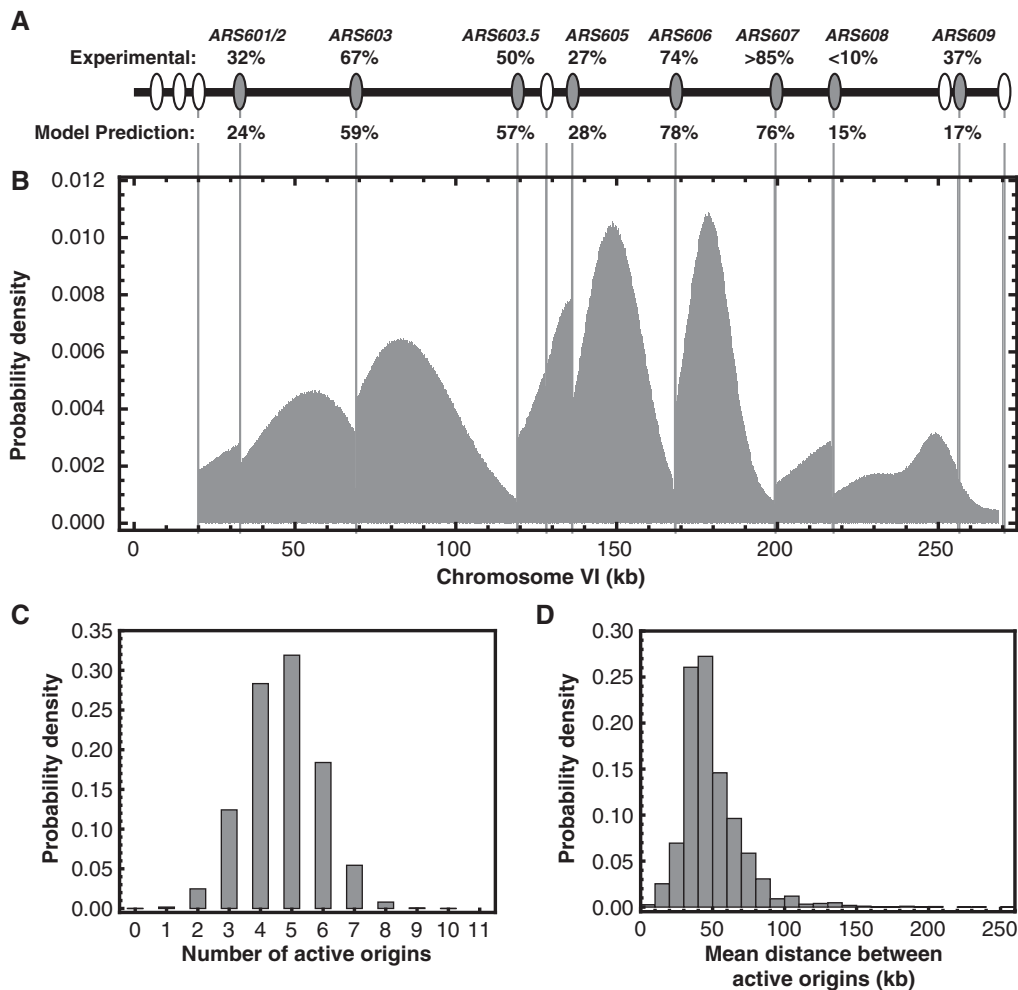 A
ARS601/2 ARS603 ARS603.5 ARS605 ARS606 ARS607 ARS608 ARS609
Experimental: 32% 67% 50% 27% 74% >85% <10% 37%
Model Prediction: 24% 59% 57% 28% 78% 76% 15% 17%
B
Probability density
0.012
0.010
0.008
0.006
0.004
0.002
0.000
0 50 100 150 200 250
Chromosome VI (kb)
C
Probability density
0.35
0.30
0.25
0.20
0.15
0.10
0.05
0.00
0 1 2 3 4 5 6 7 8 9 10 11
Number of active origins
D
Probability density
0.30
0.25
0.20
0.15
0.10
0.05
0.00
0 50 100 150 200 250
Mean distance between
active origins (kb)